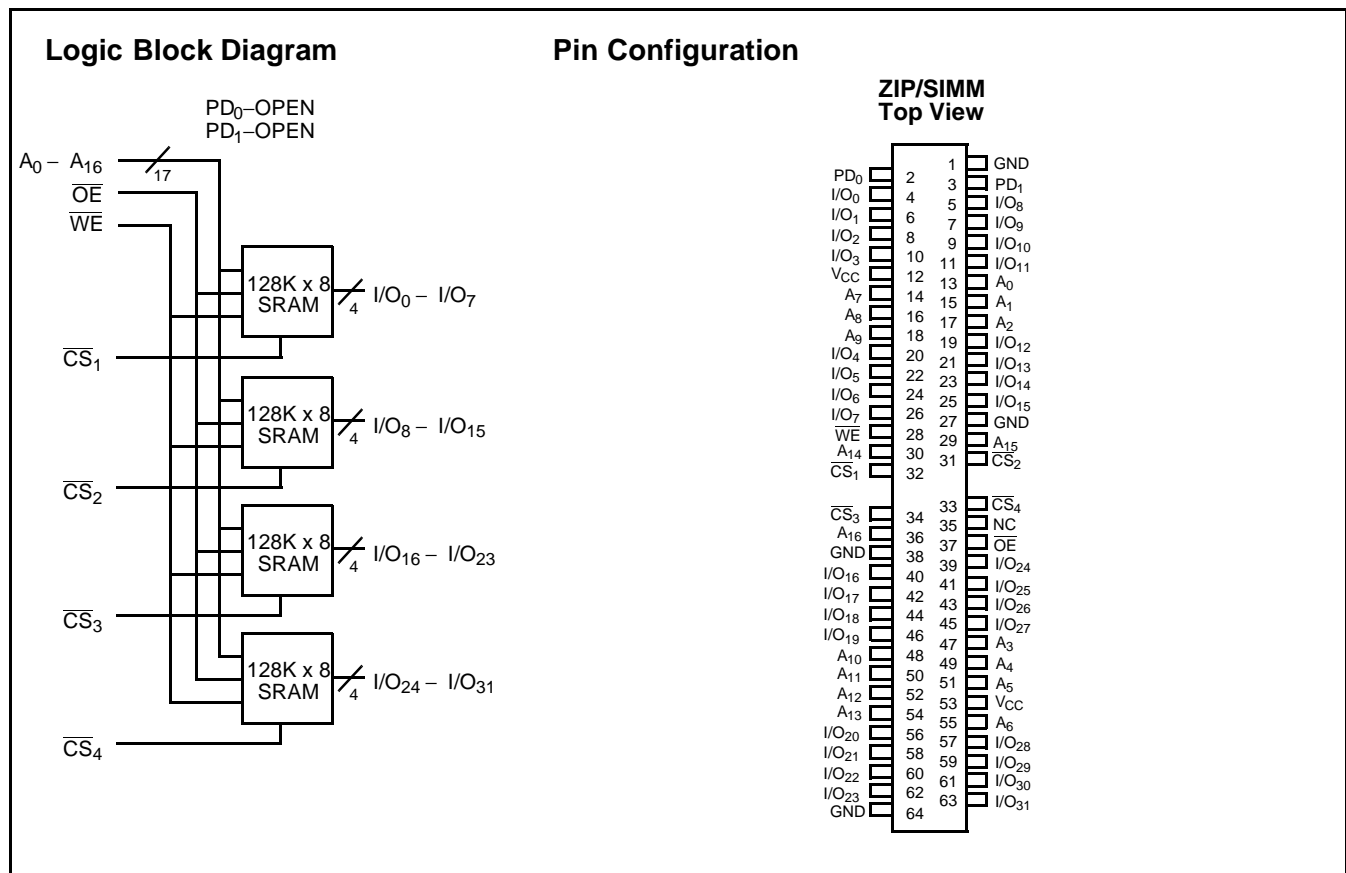 Logic Block Diagram
PD0–OPEN
PD1–OPEN
A0 – A16
17
OE
WE
128K x 8
SRAM
4
I/O0 – I/O7
CS1
128K x 8
SRAM
4
I/O8 – I/O15
CS2
128K x 8
SRAM
4
I/O16 – I/O23
CS3
128K x 8
SRAM
4
I/O24 – I/O31
CS4
Pin Configuration
ZIP/SIMM
Top View
1 GND
PD0 2
3 PD1
I/O0 4
5 I/O8
I/O1 6
7 I/O9
I/O2 8
9 I/O10
I/O3 10
11 I/O11
VCC 12
13 A0
A7 14
15 A1
A8 16
17 A2
A9 18
19 I/O12
I/O4 20
21 I/O13
I/O5 22
23 I/O14
I/O6 24
25 I/O15
I/O7 26
27 GND
WE 28
29 A15
A14 30
31 CS2
CS1 32
33 CS4
CS3 34
35 NC
A16 36
37 OE
GND 38
39 I/O24
I/O16 40
41 I/O25
I/O17 42
43 I/O26
I/O18 44
45 I/O27
I/O19 46
47 A3
A10 48
49 A4
A11 50
51 A5
A12 52
53 VCC
A13 54
55 A6
I/O20 56
57 I/O28
I/O21 58
59 I/O29
I/O22 60
61 I/O30
I/O23 62
63 I/O31
GND 64